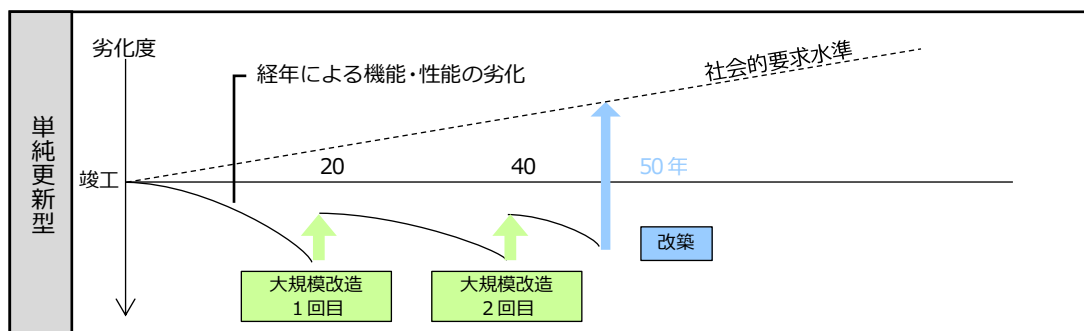 劣化度
経年による機能・性能の劣化
社会的要求水準
単純更新型
竣工
20
40
50年
改築
大規模改造
1回目
大規模改造
2回目